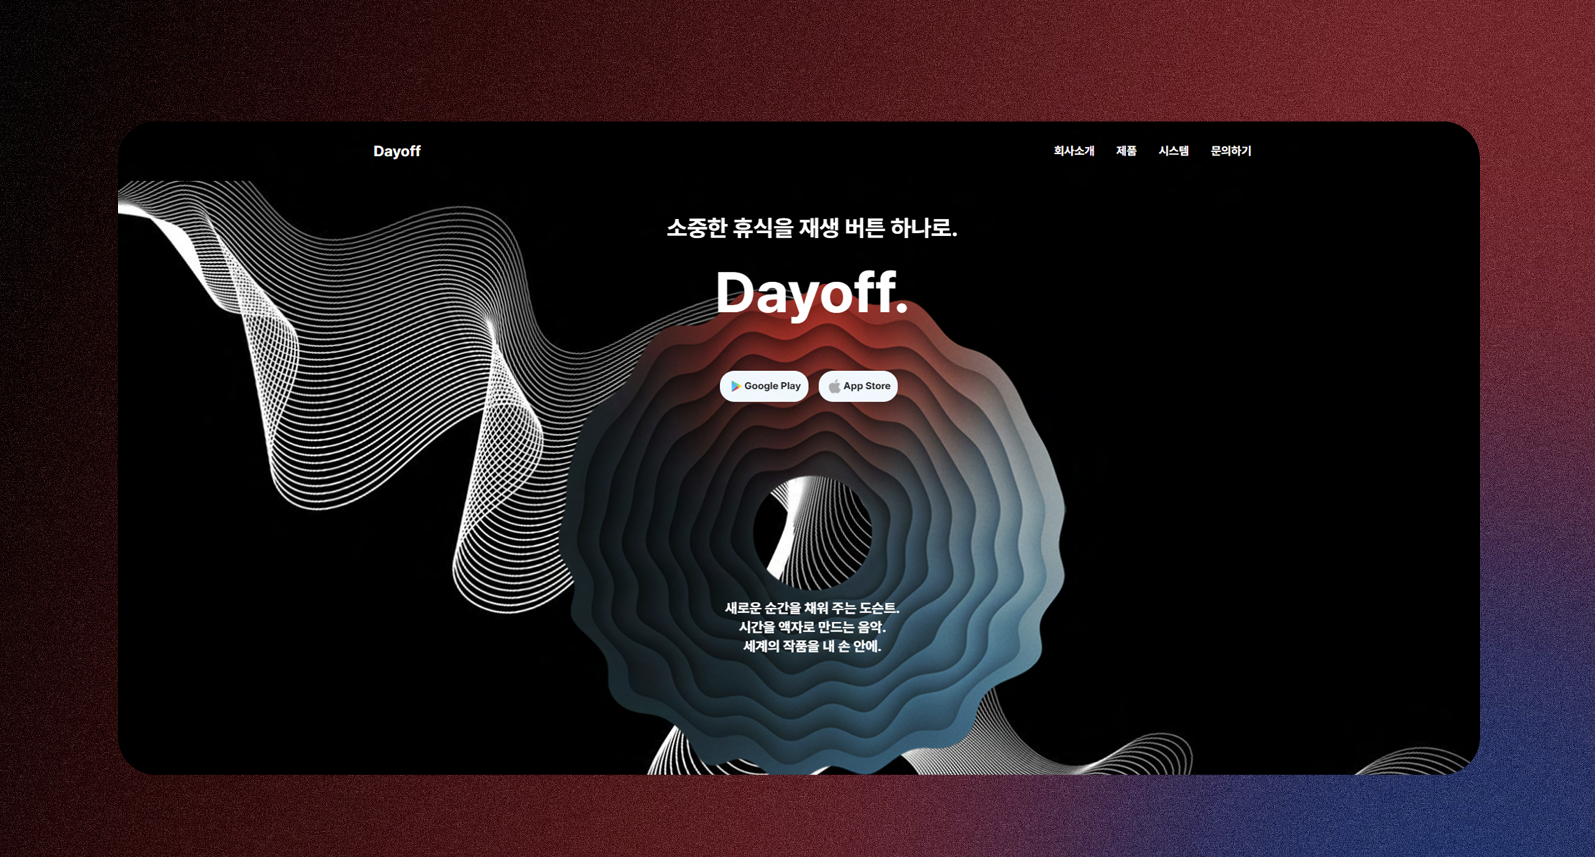 Dayoff
회사소개 제품 시스템 문의하기
소중한 휴식을 재생 버튼 하나로.
Dayoff.
Google Play App Store
새로운 순간을 채워 주는 도슨트.
시간을 액자로 만드는 음악.
세계의 작품을 내 손 안에.